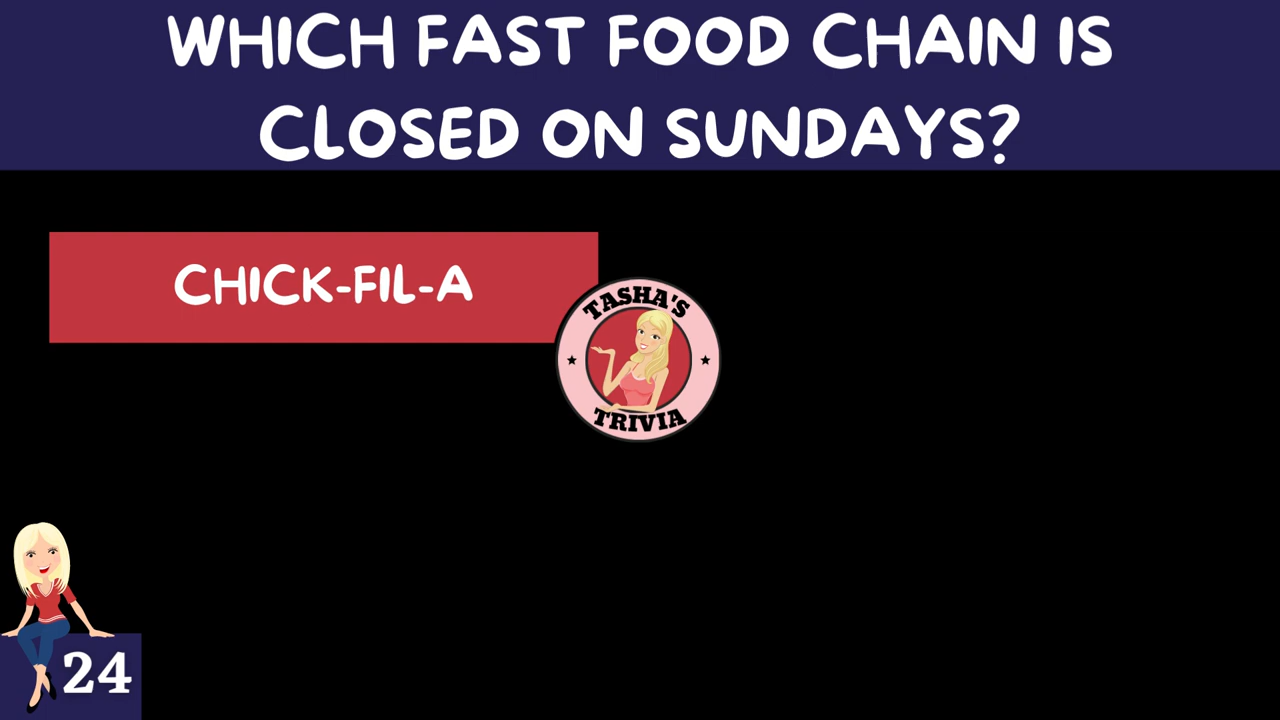 WHICH FAST FOOD CHAIN IS
CLOSED ON SUNDAYS?
CHICK-FIL-A
TASHA'S
TRIVIA
24